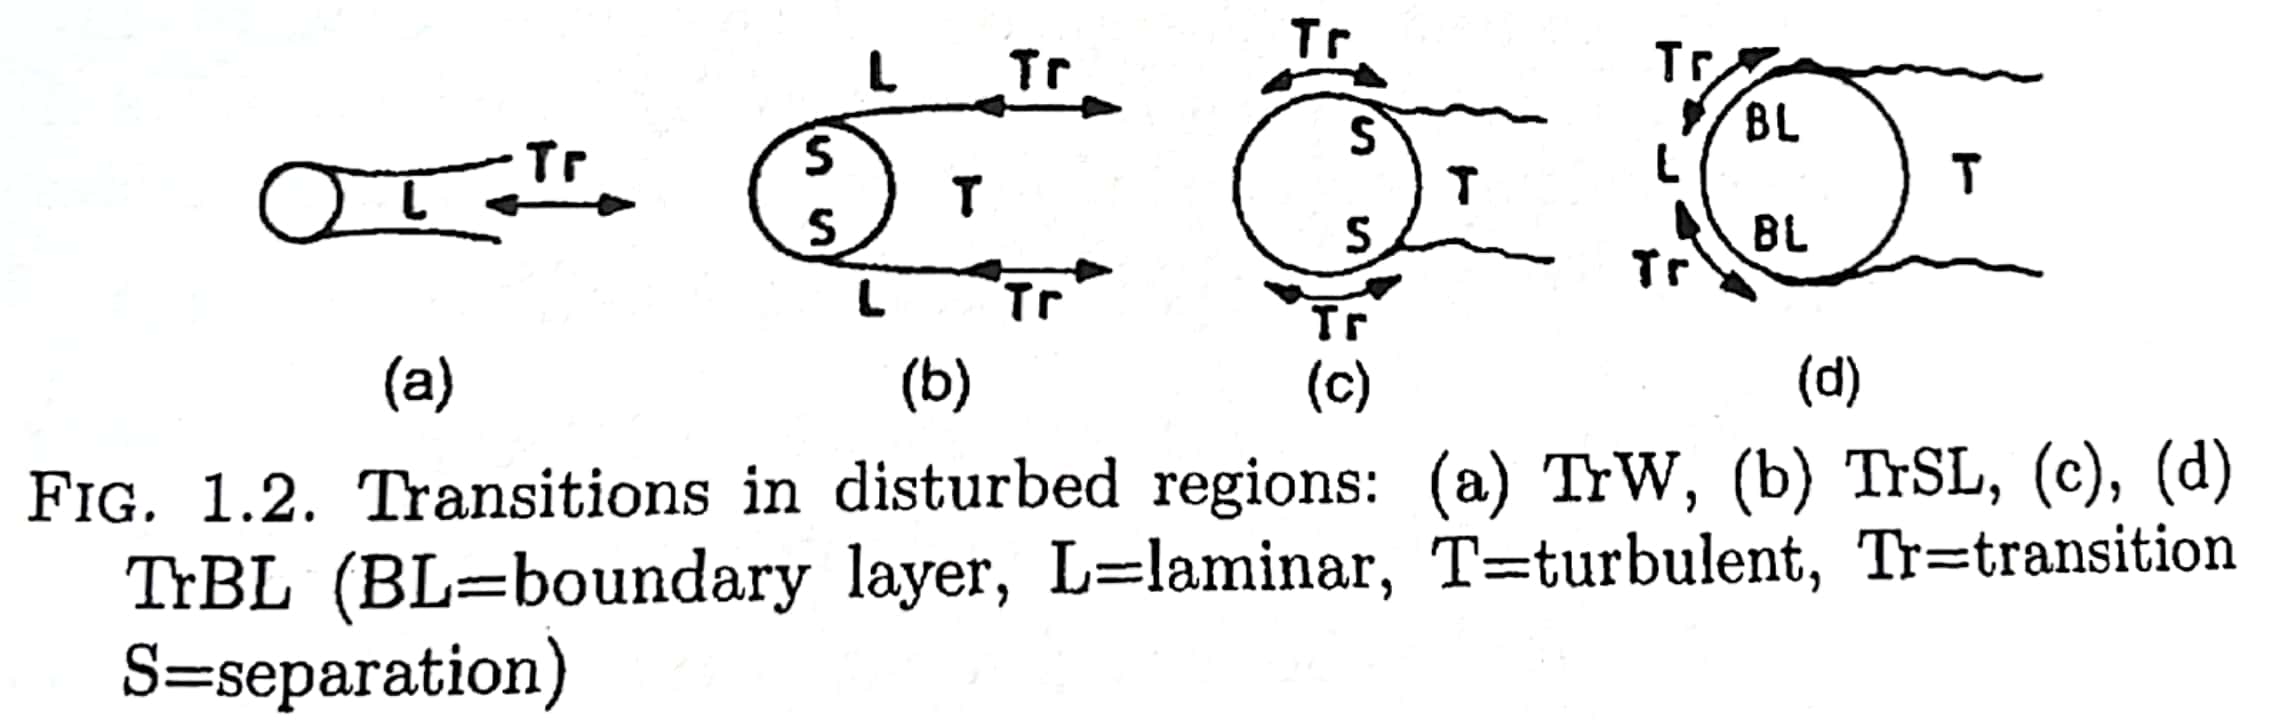 Tr
L
L
Tr
S
S
T
L
Tr
Tr
S
S
T
Tr
Tr
BL
L
BL
Tr
T
(a)
(b)
(c)
(d)
FIG. 1.2. Transitions in disturbed regions: (a) TrW, (b) TrSL, (c), (d)
TrBL (BL=boundary layer, L=laminar, T=turbulent, Tr=transition
S=separation)